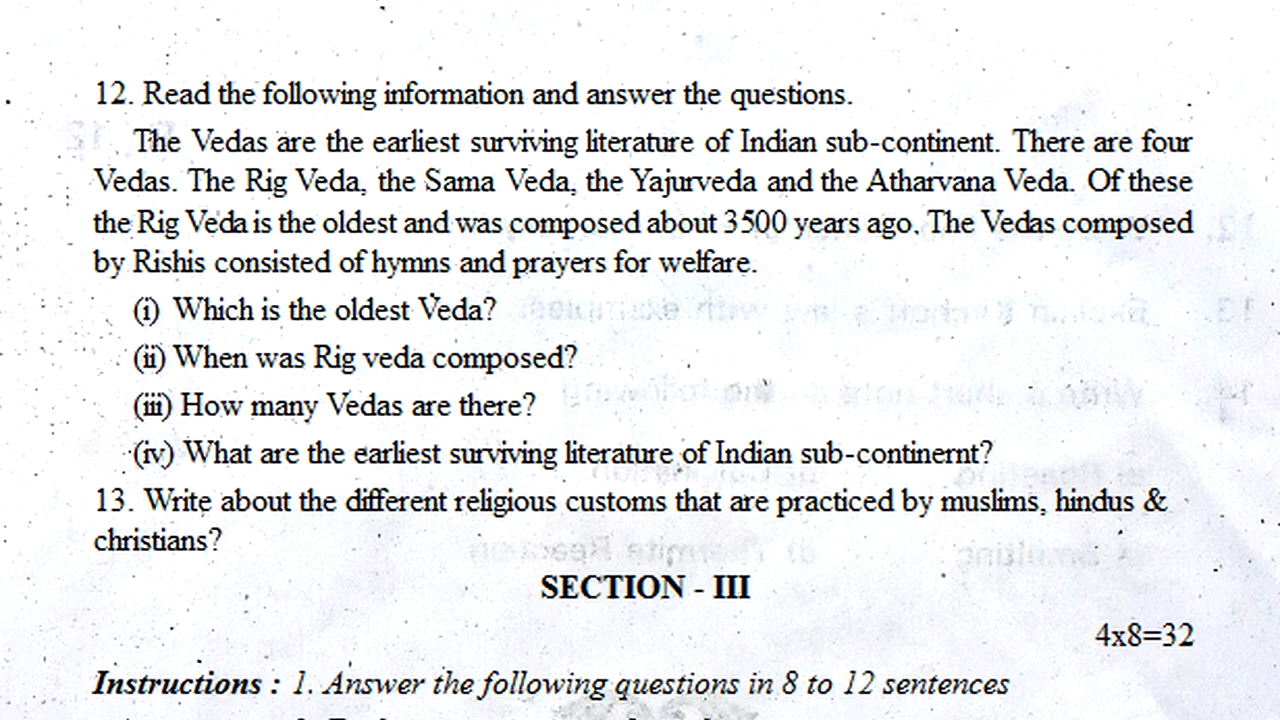 12. Read the following information and answer the questions.
The Vedas are the earliest surviving literature of Indian sub-continent. There are four
Vedas. The Rig Veda, the Sama Veda, the Yajurveda and the Atharvana Veda. Of these
the Rig Veda is the oldest and was composed about 3500 years ago. The Vedas composed
by Rishis consisted of hymns and prayers for welfare.
(i) Which is the oldest Veda?
(ii) When was Rig veda composed?
(iii) How many Vedas are there?
(iv) What are the earliest surviving literature of Indian sub-continernt?
13. Write about the different religious customs that are practiced by muslims, hindus &
christians?
SECTION - III
4x8=32
Instructions : 1. Answer the following questions in 8 to 12 sentences